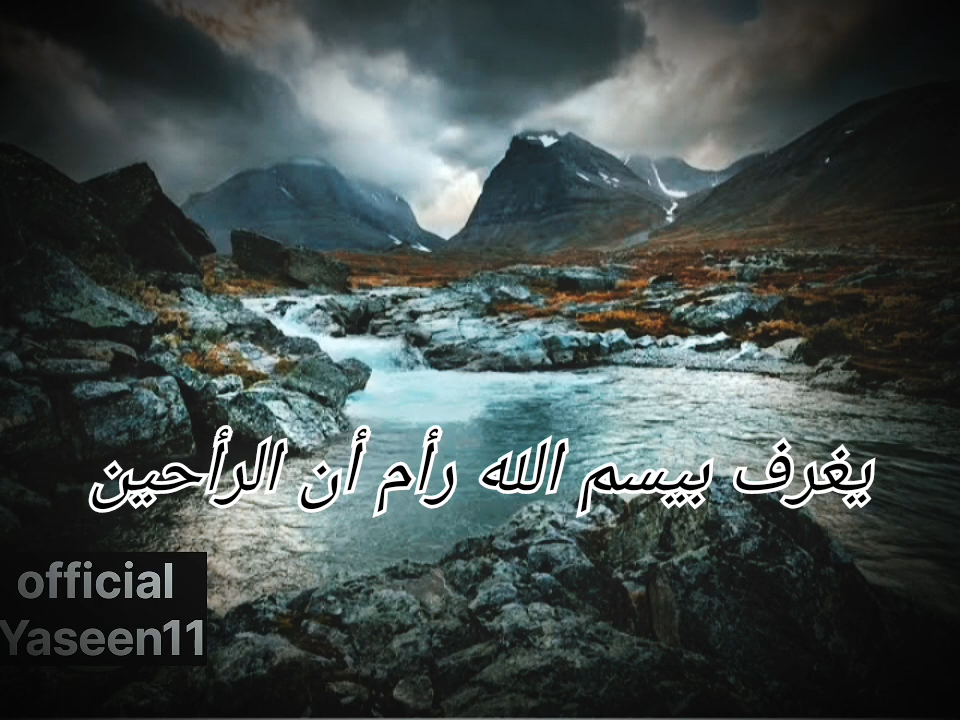 يغرف بيسم الله رأم أن الرأحين
official
Yaseen11